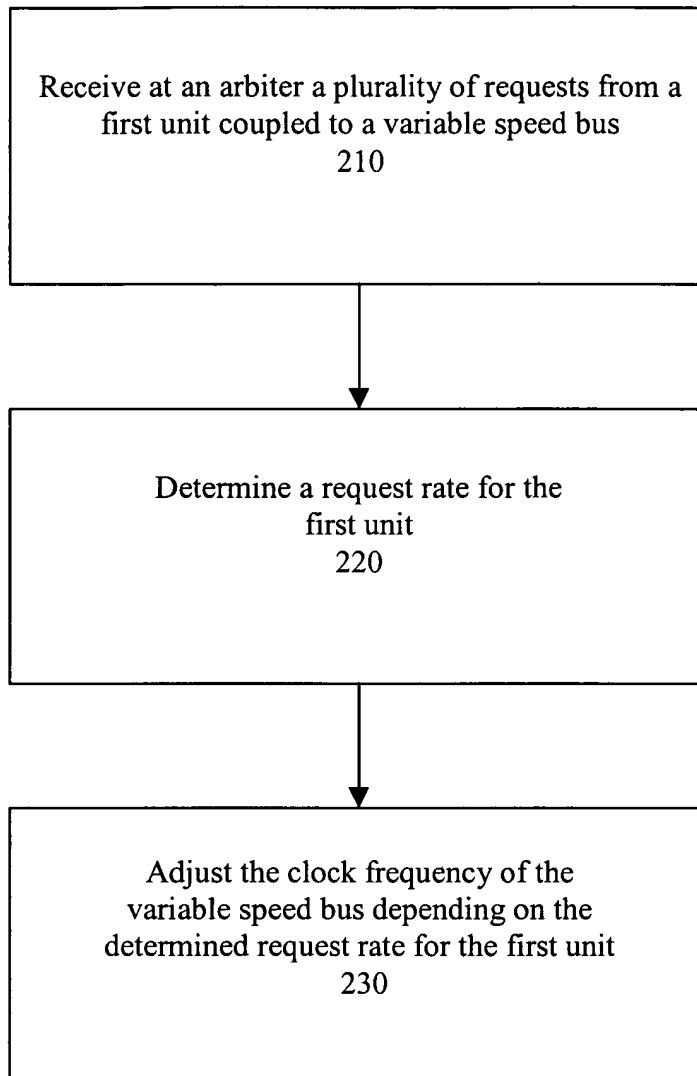 Receive at an arbiter a plurality of requests from a
first unit coupled to a variable speed bus
210
Determine a request rate for the
first unit
220
Adjust the clock frequency of the
variable speed bus depending on the
determined request rate for the first unit
230